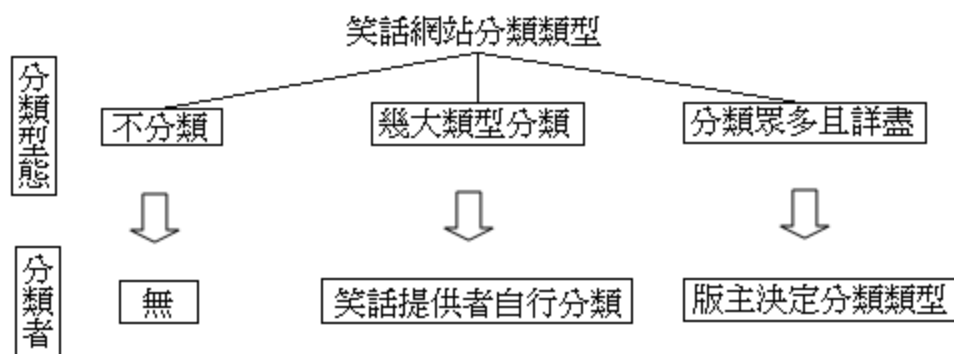 笑話網站分類類型
分類型態
不分類
幾大類型分類
分類眾多且詳盡
分類者
無
笑話提供者自行分類
版主決定分類類型